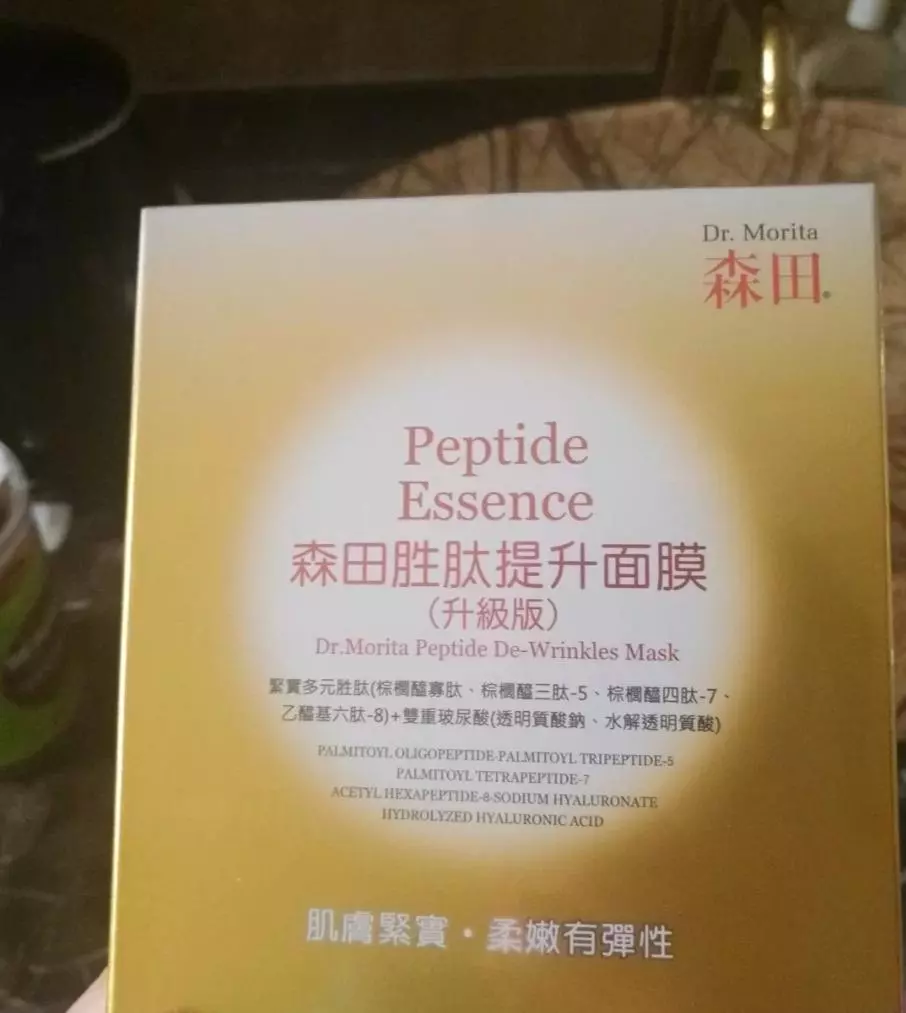 Dr. Morita
森田®
Peptide
Essence
森田胜肽提升面膜
(升級版)
Dr.Morita Peptide De-Wrinkles Mask
緊實多元胜肽(棕櫚醯寡肽、棕櫚醯三肽-5、棕櫚醯四肽-7、
乙醯基六肽-8)+雙重玻尿酸(透明質酸鈉、水解透明質酸)
PALMITOYL OLIGOPEPTIDE·PALMITOYL TRIPEPTIDE-5
PALMITOYL TETRAPEPTIDE-7
ACETYL HEXAPEPTIDE-8·SODIUM HYALURONATE
HYDROLYZED HYALURONIC ACID
肌膚緊實·柔嫩有彈性